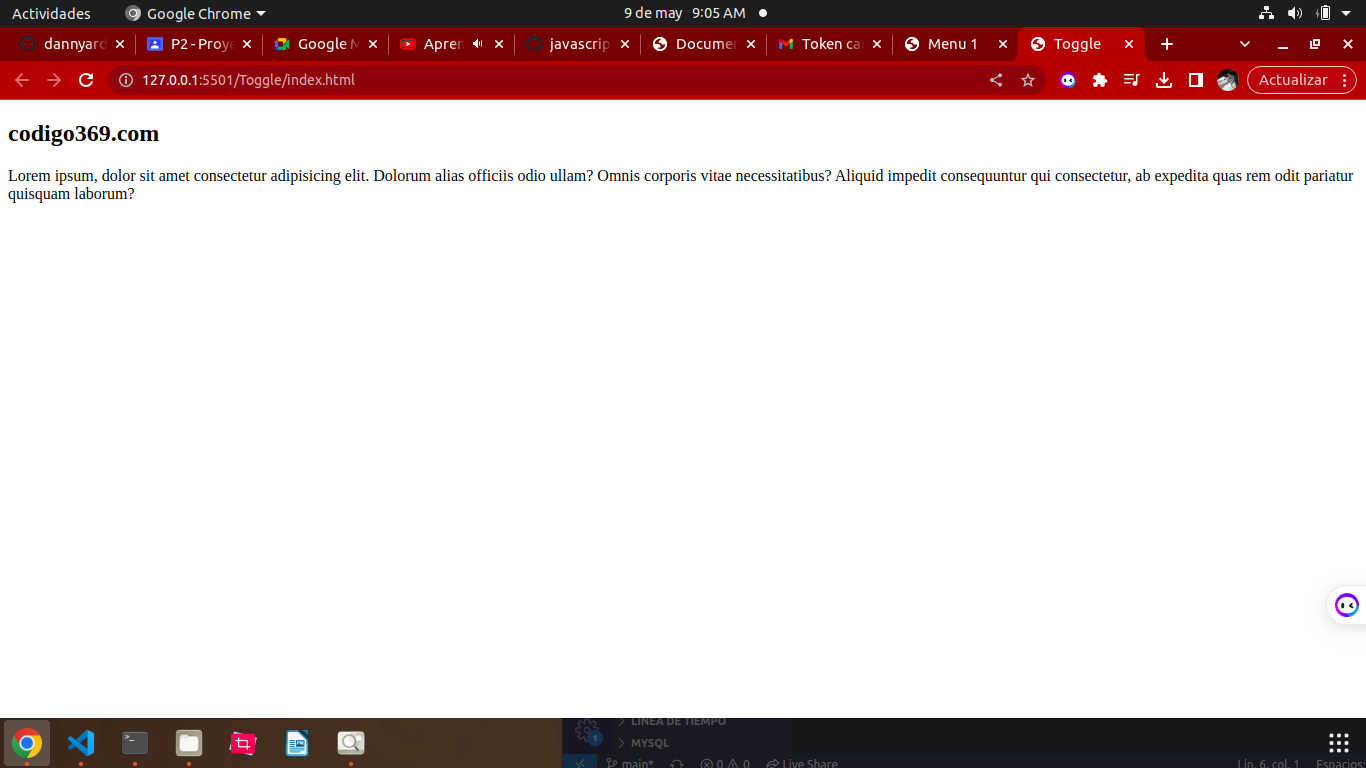 Actividades Google Chrome 9 de may 9:05 AM
dannyard P2 - Proye Google M Apren javascrip Documen Token ca Menu 1 Toggle
127.0.0.1:5501/Toggle/index.html Actualizar
codigo369.com
Lorem ipsum, dolor sit amet consectetur adipisicing elit. Dolorum alias officiis odio ullam? Omnis corporis vitae necessitatibus? Aliquid impedit consequuntur qui consectetur, ab expedita quas rem odit pariatur
quisquam laborum?
LÍNEA DE TIEMPO
1
MYSQL
main* 0 0 Live Share Lín. 6, col. 1 Espacios: